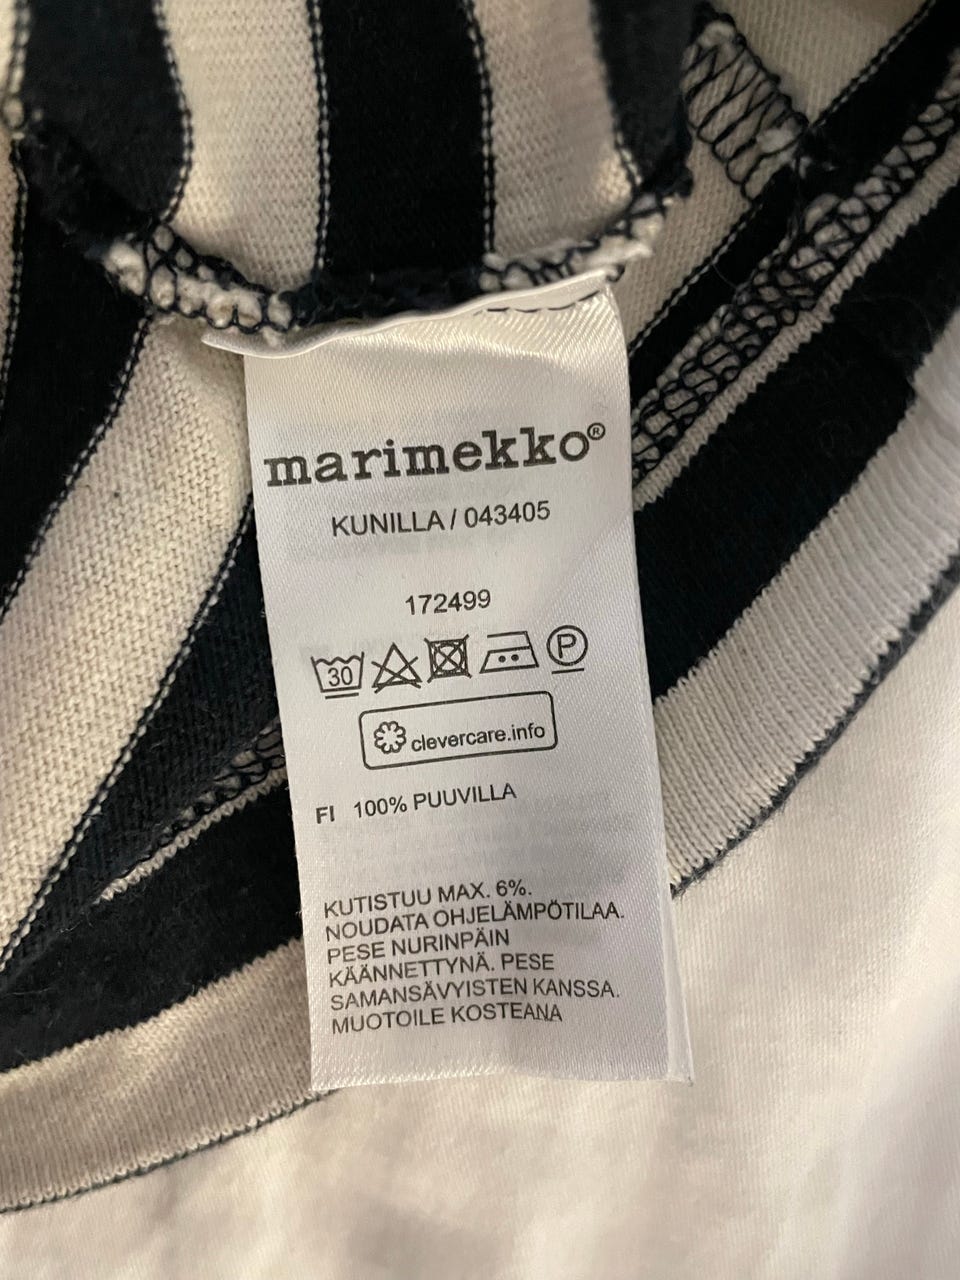 marimekko®
KUNILLA / 043405
172499
30 P
clevercare.info
FI 100% PUUVILLA
KUTISTUU MAX. 6%.
NOUDATA OHJELÄMPÖTILAA.
PESE NURINPÄIN
KÄÄNNETTYNÄ. PESE
SAMANSÄVYISTEN KANSSA.
MUOTOILE KOSTEANA